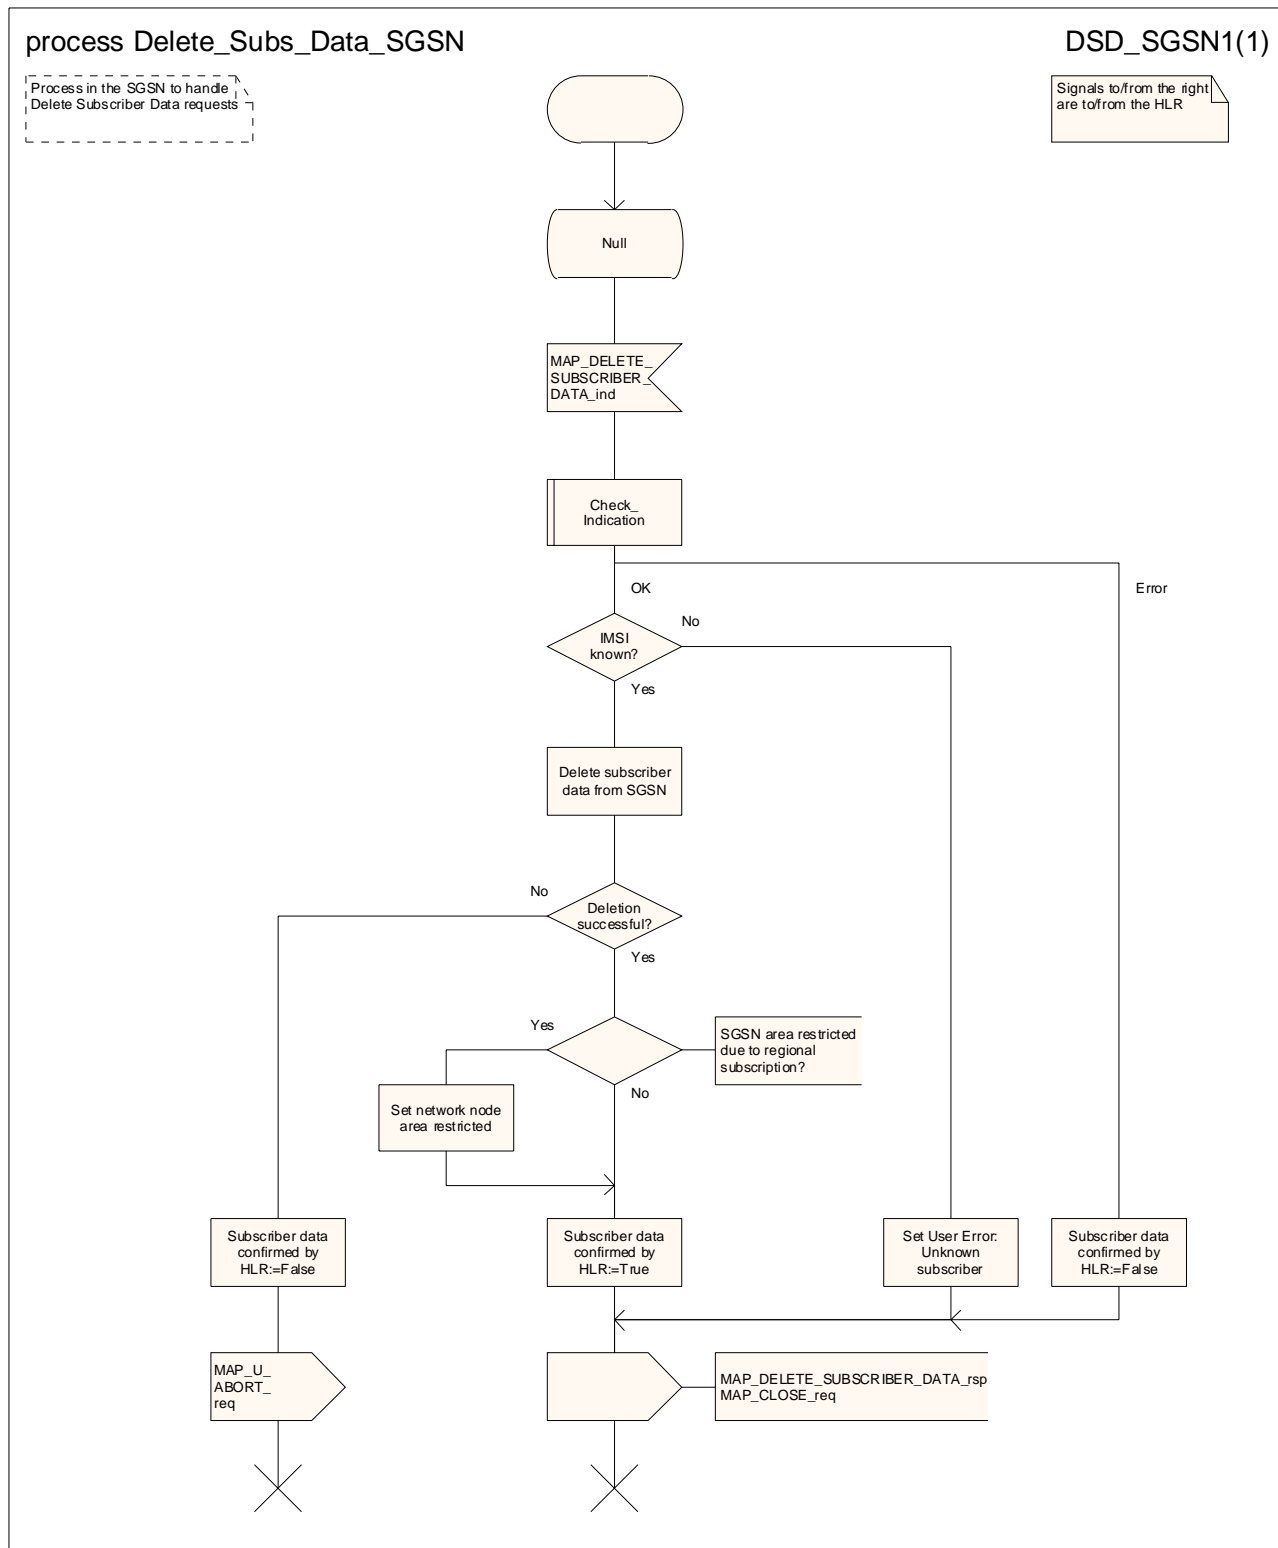 process Delete_Subs_Data_SGSN
DSD_SGSN1(1)
Process in the SGSN to handle
Delete Subscriber Data requests
Signals to/from the right
are to/from the HLR
Null
MAP_DELETE_
SUBSCRIBER_
DATA_ind
Check_
Indication
OK
Error
IMSI
known?
No
Yes
Delete subscriber
data from SGSN
No
Deletion
successful?
Yes
Yes
SGSN area restricted
due to regional
subscription?
No
Set network node
area restricted
Subscriber data
confirmed by
HLR:=False
Subscriber data
confirmed by
HLR:=True
Set User Error:
Unknown
subscriber
Subscriber data
confirmed by
HLR:=False
MAP_U_
ABORT_
req
MAP_DELETE_SUBSCRIBER_DATA_rsp
MAP_CLOSE_req